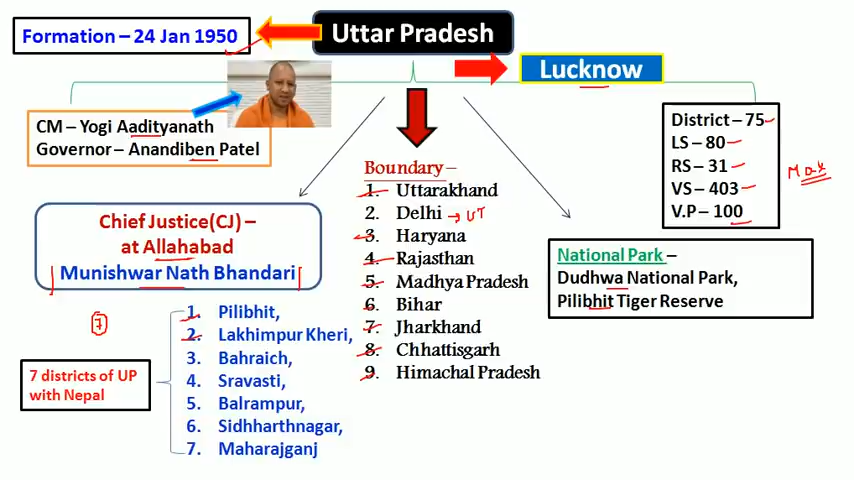 Uttar Pradesh
Formation – 24 Jan 1950
Lucknow
CM – Yogi Aadityanath
Governor – Anandiben Patel
District – 75
LS – 80
RS – 31
VS – 403
V.P – 100
Max
Boundary –
1. Uttarakhand
2. Delhi → UT
3. Haryana
4. Rajasthan
5. Madhya Pradesh
6. Bihar
7. Jharkhand
8. Chhattisgarh
9. Himachal Pradesh
Chief Justice(CJ) –
at Allahabad
Munishwar Nath Bhandari
National Park –
Dudhwa National Park,
Pilibhit Tiger Reserve
7
7 districts of UP
with Nepal
1. Pilibhit,
2. Lakhimpur Kheri,
3. Bahraich,
4. Sravasti,
5. Balrampur,
6. Sidhharthnagar,
7. Maharajganj